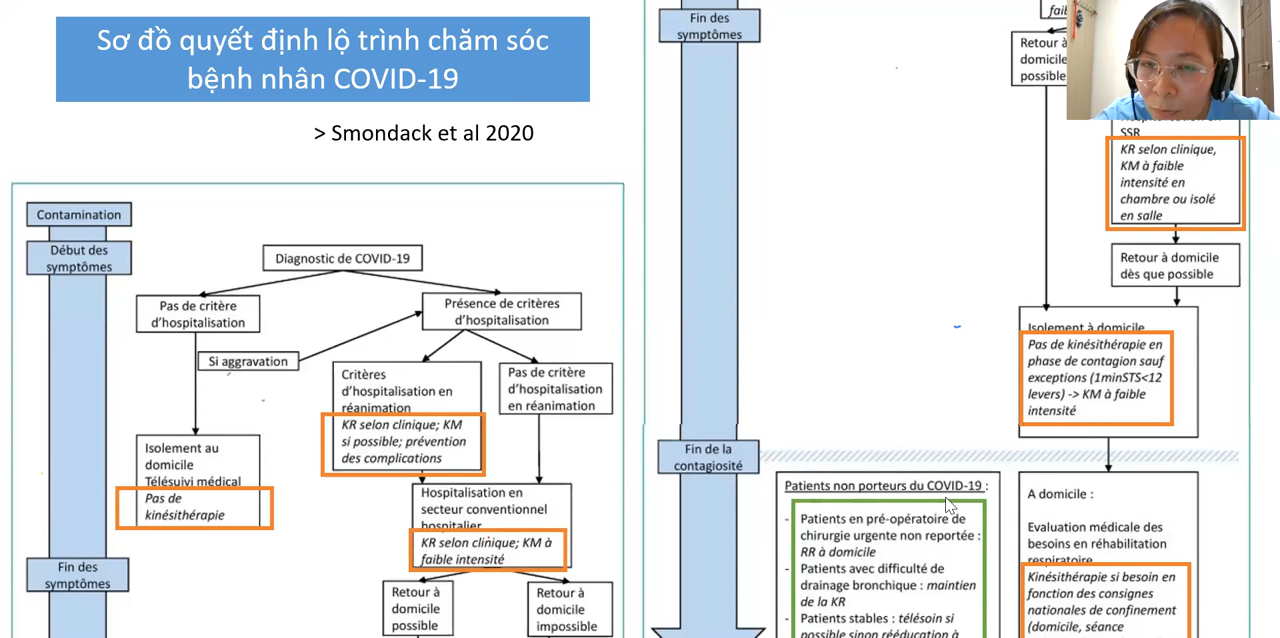 Sơ đồ quyết định lộ trình chăm sóc
bệnh nhân COVID-19
> Smondack et al 2020
Contamination
Début des
symptômes
Diagnostic de COVID-19
Pas de critère
d'hospitalisation
Présence de critères
d'hospitalisation
Si aggravation
Critères
d'hospitalisation en
réanimation
KR selon clinique; KM
si possible; prévention
des complications
Pas de critère
d'hospitalisation
en réanimation
Isolement au
domicile
Télésuivi médical
Pas de
kinésithérapie
Hospitalisation en
secteur conventionnel
hospitalier
KR selon clinique; KM à
faible intensité
Fin des
symptômes
Retour à
domicile
possible
Retour à
domicile
impossible
Fin des
symptômes
Retour à
domicile
possible
SSR
KR selon clinique,
KM à faible
intensité en
chambre ou isolé
en salle
Retour à domicile
dès que possible
Isolement à domicile
Pas de kinésithérapie en
phase de contagion sauf
exceptions (1minSTS<12
levers) -> KM à faible
intensité
Fin de la
contagiosité
Patients non porteurs du COVID-19 :
- Patients en pré-opératoire de
chirurgie urgente non reportée :
RR à domicile
- Patients avec difficulté de
drainage bronchique : maintien
de la KR
- Patients stables : télésoin si
possible sinon rééducation à
A domicile :
Evaluation médicale des
besoins en réhabilitation
respiratoire
Kinésithérapie si besoin en
fonction des consignes
nationales de confinement
(domicile, séance